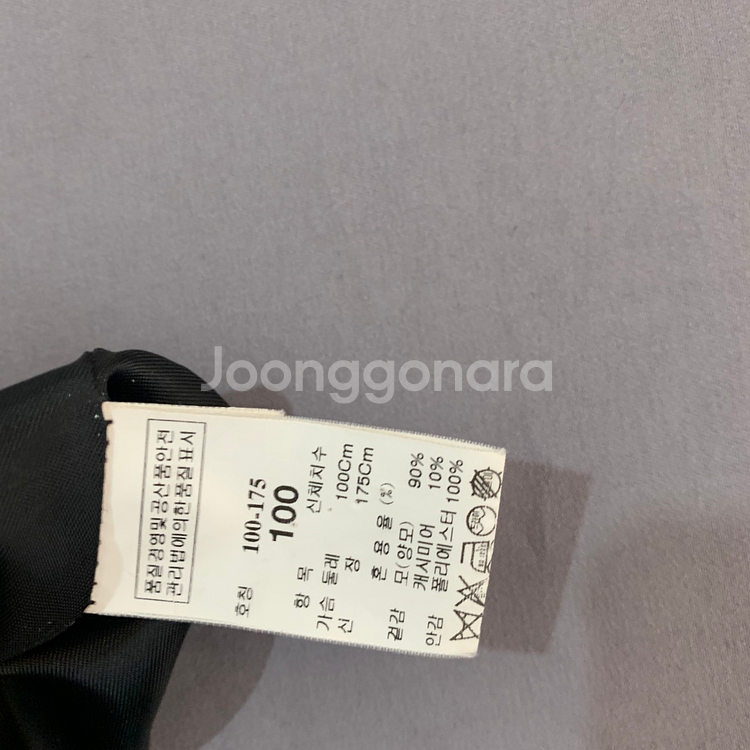 Joonggonara
품질경영및공산품안전
관리법에의한품질표시
호칭 100-175
100
항 목 신체치수
가슴 둘레 100Cm
신 장 175Cm
혼 용 율 (%)
겉감 모(양모) 90%
캐시미어 10%
안감 폴리에스터 100%